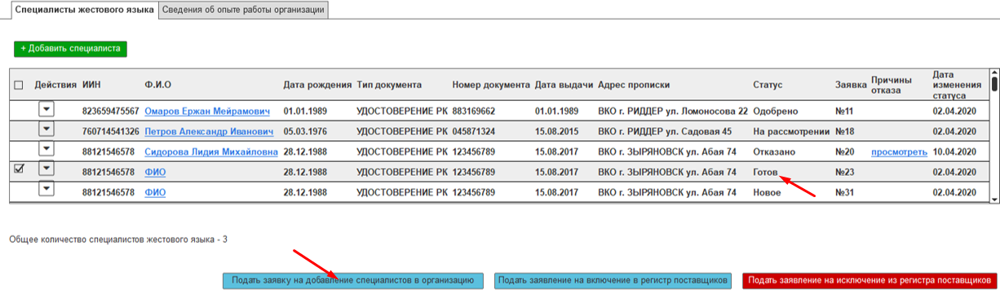 Специалисты жестового языка Сведения об опыте работы организации
+ Добавить специалиста
Действия ИИН Ф.И.О Дата рождения Тип документа Номер документа Дата выдачи Адрес прописки Статус Заявка Причины отказа Дата изменения статуса
823659475567 Омаров Ержан Мейрамович 01.01.1989 УДОСТОВЕРЕНИЕ РК 883169662 01.01.1989 ВКО г. РИДДЕР ул. Ломоносова 22 Одобрено №11 02.04.2020
760714541326 Петров Александр Иванович 05.03.1976 УДОСТОВЕРЕНИЕ РК 045871324 15.08.2015 ВКО г. РИДДЕР ул. Садовая 45 На рассмотрении №18 02.04.2020
88121546578 Сидорова Лидия Михайловна 28.12.1988 УДОСТОВЕРЕНИЕ РК 123456789 15.08.2017 ВКО г. ЗЫРЯНОВСК ул. Абая 74 Отказано №20 просмотреть 10.04.2020
88121546578 ФИО 28.12.1988 УДОСТОВЕРЕНИЕ РК 123456789 15.08.2017 ВКО г. ЗЫРЯНОВСК ул. Абая 74 Готов №23 02.04.2020
88121546578 ФИО 28.12.1988 УДОСТОВЕРЕНИЕ РК 123456789 15.08.2017 ВКО г. ЗЫРЯНОВСК ул. Абая 74 Новое №31 02.04.2020
Общее количество специалистов жестового языка - 3
Подать заявку на добавление специалистов в организацию Подать заявление на включение в регистр поставщиков Подать заявление на исключение из регистра поставщиков